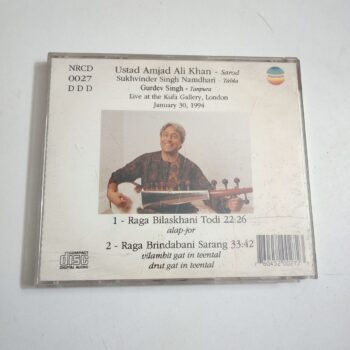 NRCD
0027
D D D
Ustad Amjad Ali Khan - Sarod
Sukhvinder Singh Namdhari - Tabla
Gurdev Singh - Tanpura
Live at the Kufa Gallery, London
January 30, 1994
1 - Raga Bilaskhani Todi 22:26
alap-jor
2 - Raga Brindabani Sarang 33:42
vilambit gat in teental
drut gat in teental
COMPACT
disc
DIGITAL AUDIO